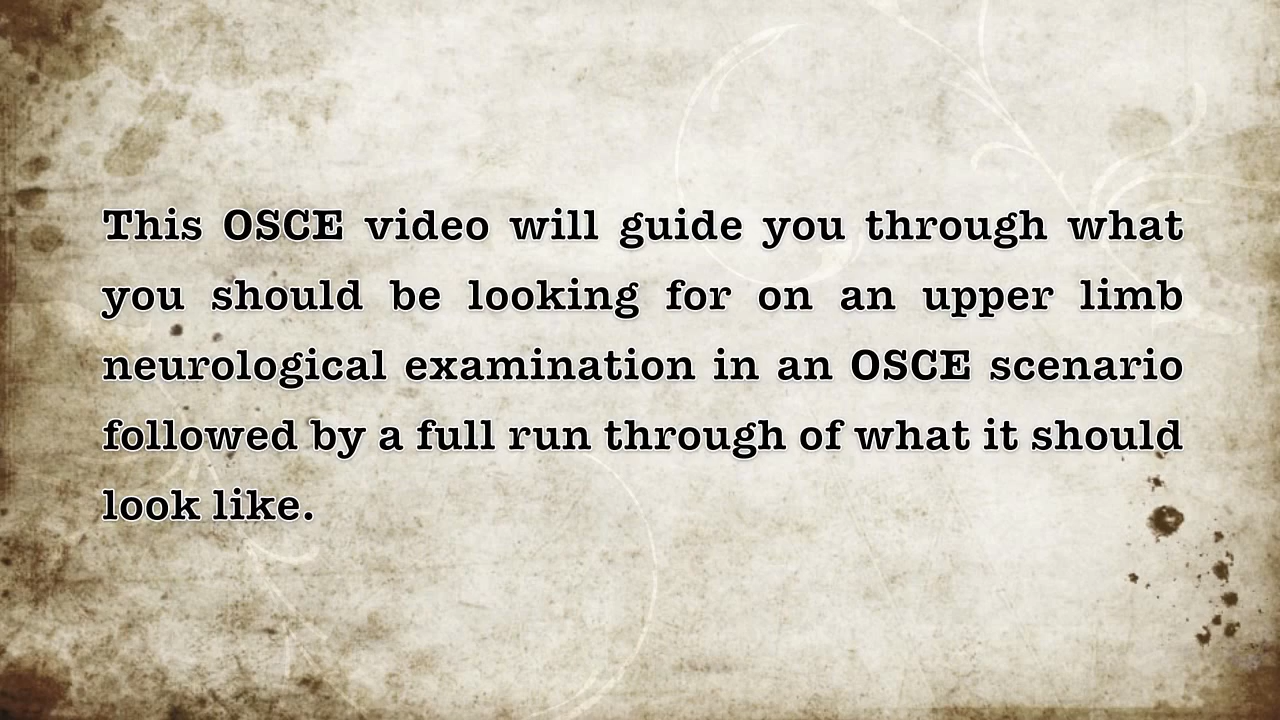 This OSCE video will guide you through what
you should be looking for on an upper limb
neurological examination in an OSCE scenario
followed by a full run through of what it should
look like.